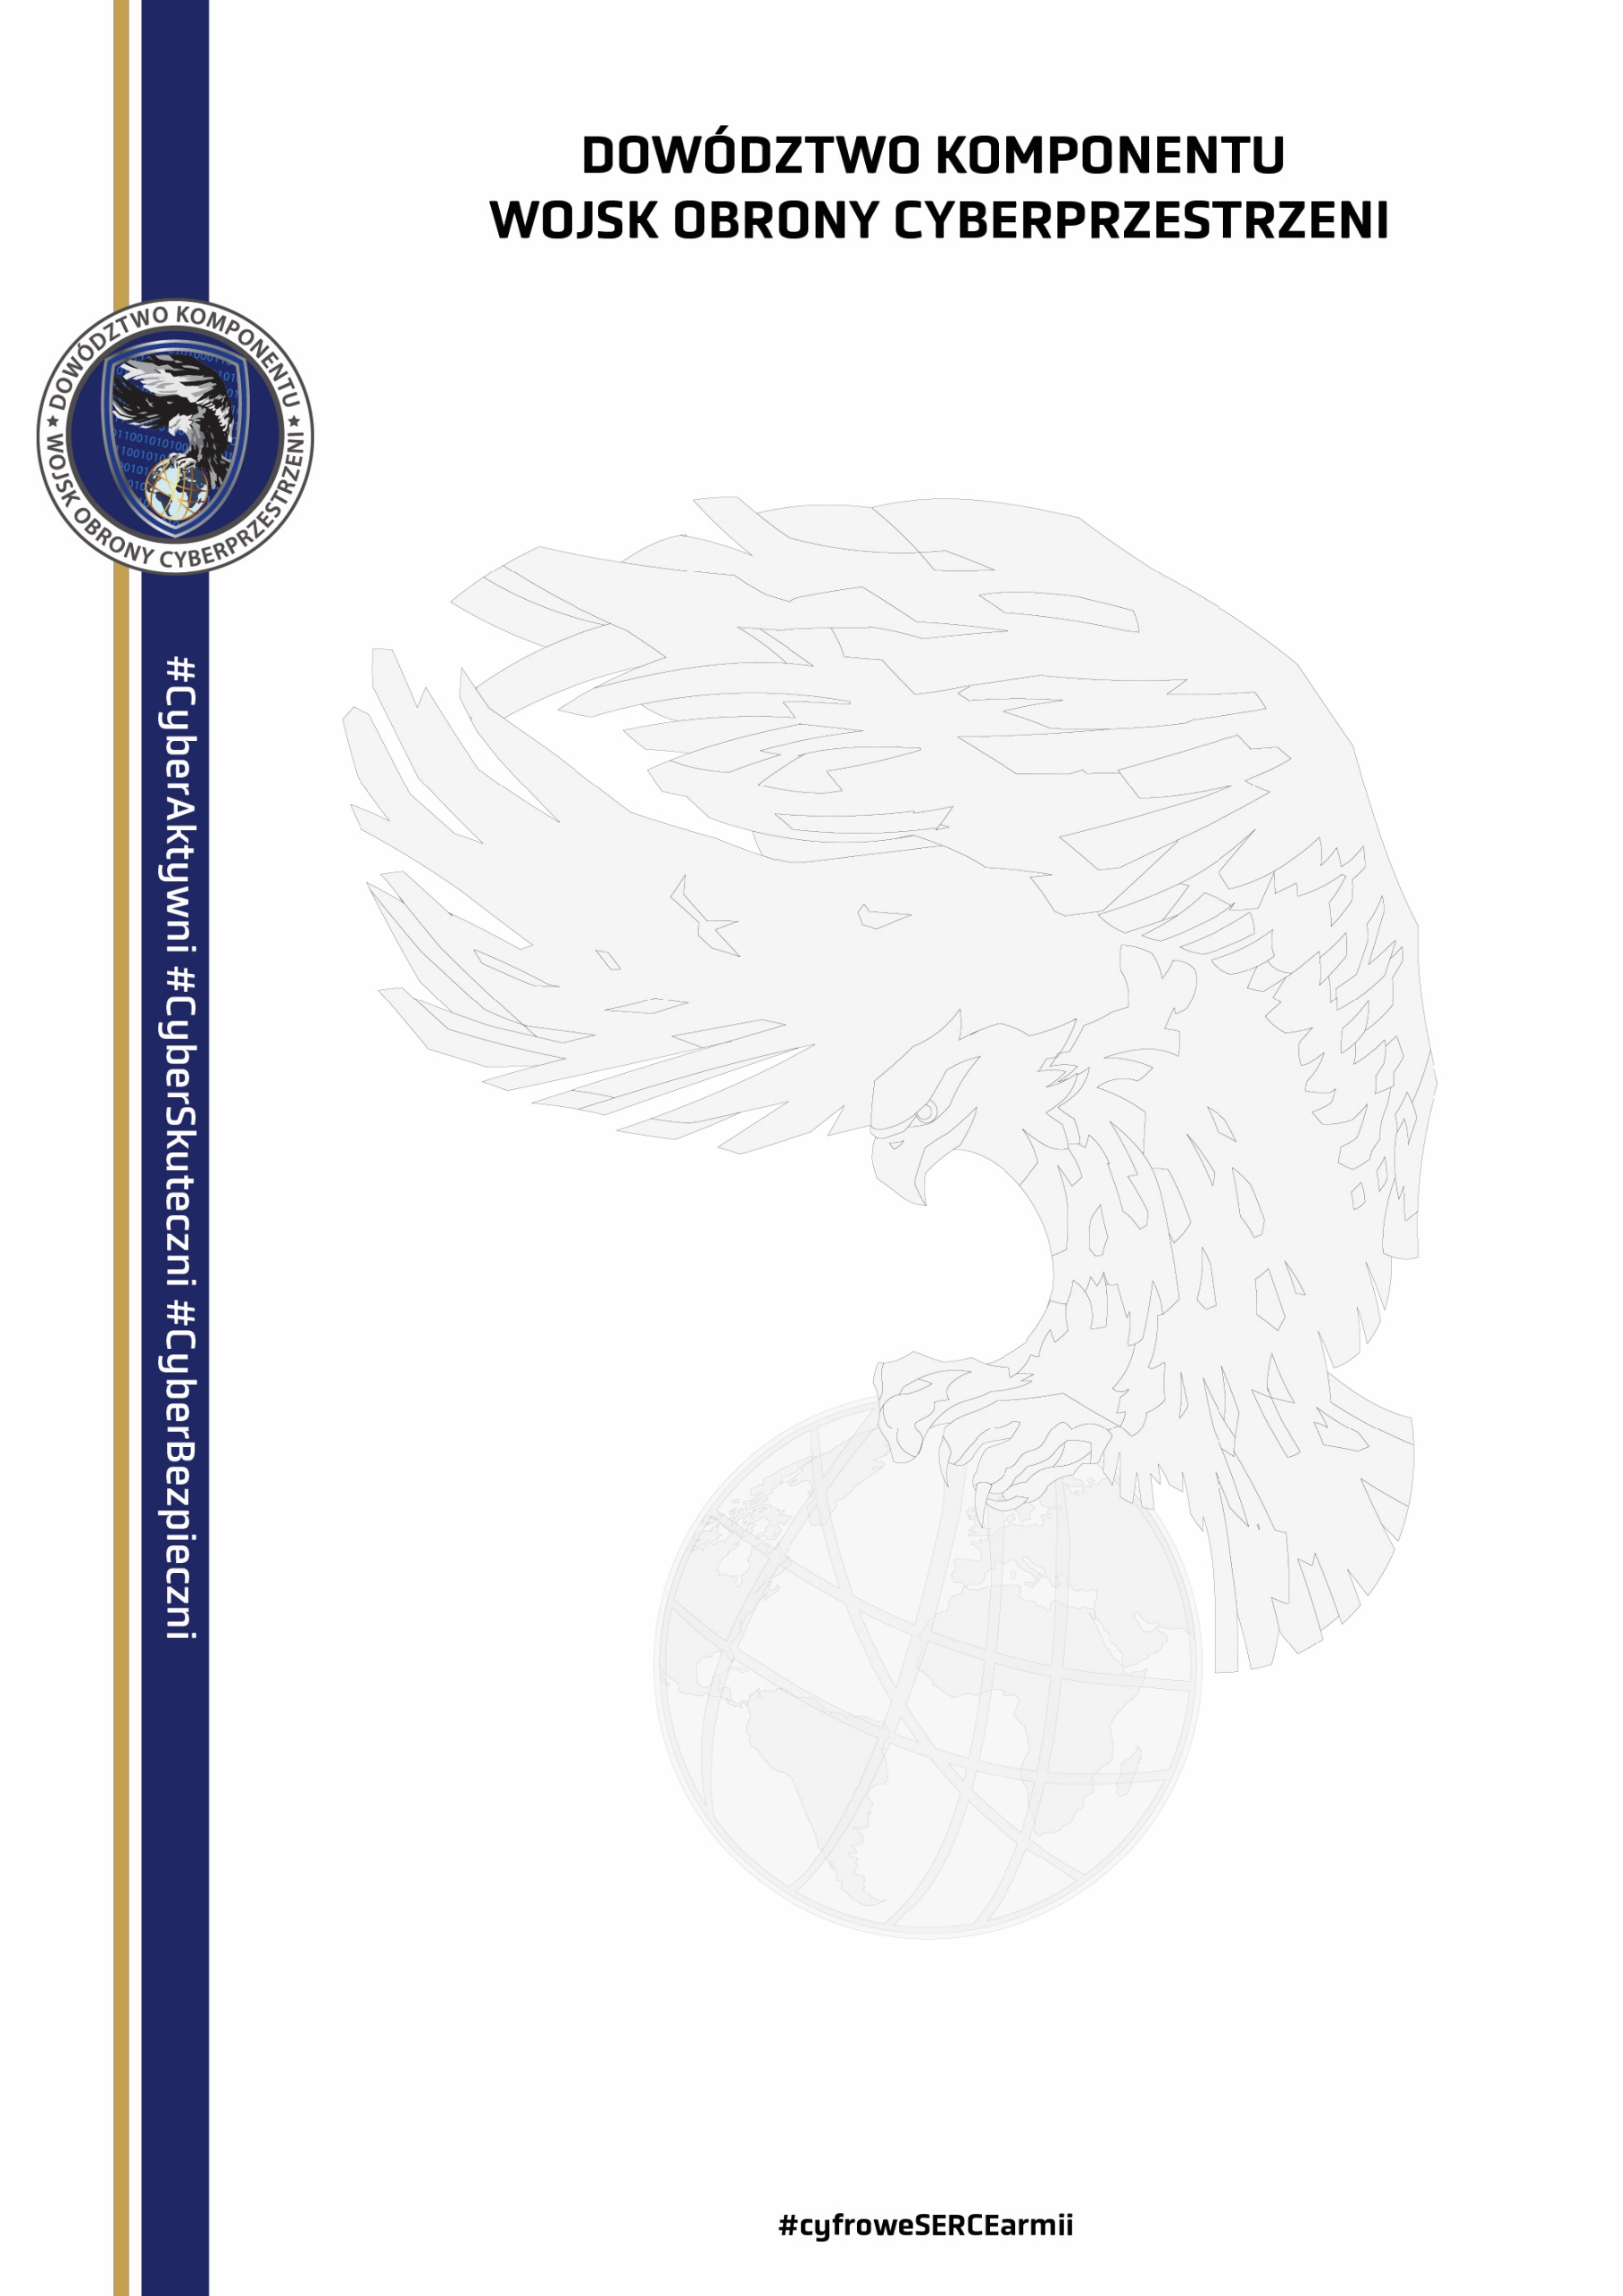 DOWÓDZTWO KOMPONENTU
WOJSK OBRONY CYBERPRZESTRZENI
DOWÓDZTWO KOMPONENTU
★ WOJSK OBRONY CYBERPRZESTRZENI ★
#CyberAktywni #CyberSkuteczni #CyberBezpieczni
#cyfroweSERCEarmii